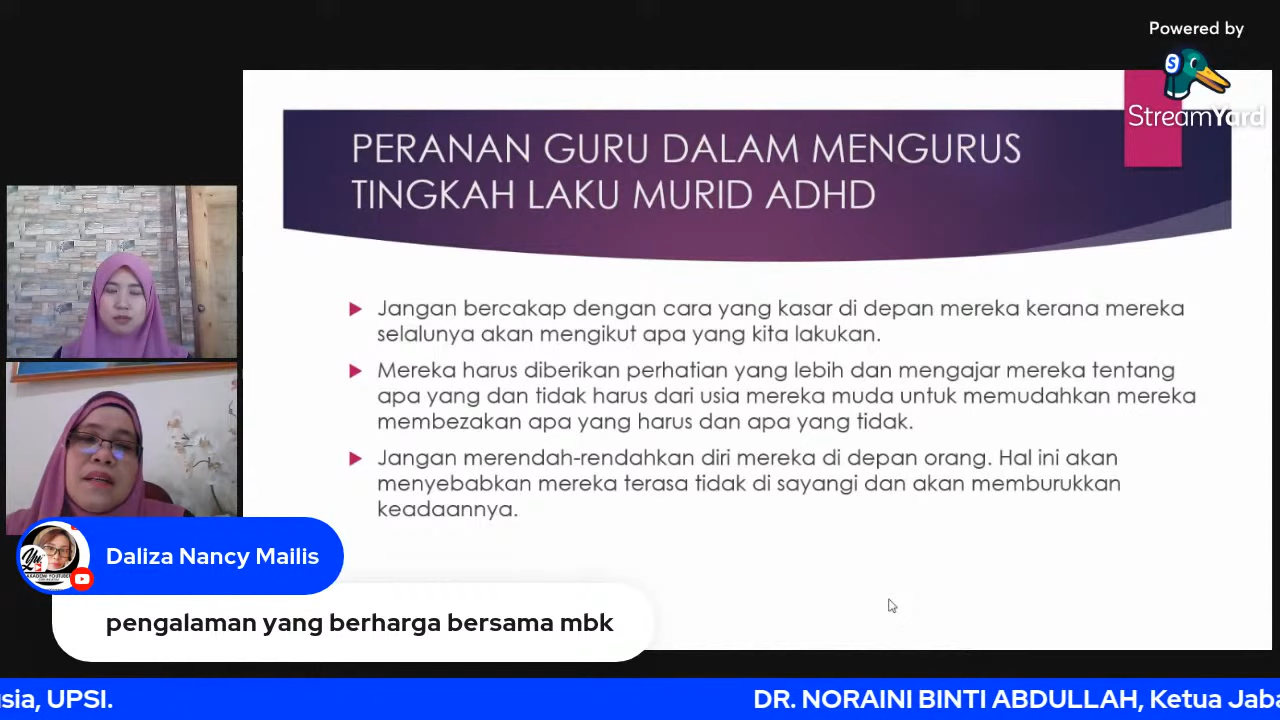 Powered by
StreamYard
PERANAN GURU DALAM MENGURUS
TINGKAH LAKU MURID ADHD
Jangan bercakap dengan cara yang kasar di depan mereka kerana mereka
selalunya akan mengikut apa yang kita lakukan.
Mereka harus diberikan perhatian yang lebih dan mengajar mereka tentang
apa yang dan tidak harus dari usia mereka muda untuk memudahkan mereka
membezakan apa yang harus dan apa yang tidak.
Jangan merendah-rendahkan diri mereka di depan orang. Hal ini akan
menyebabkan mereka terasa tidak di sayangi dan akan memburukkan
keadaannya.
Daliza Nancy Mailis
pengalaman yang berharga bersama mbk
sia, UPSI.
DR. NORAINI BINTI ABDULLAH, Ketua Jaba